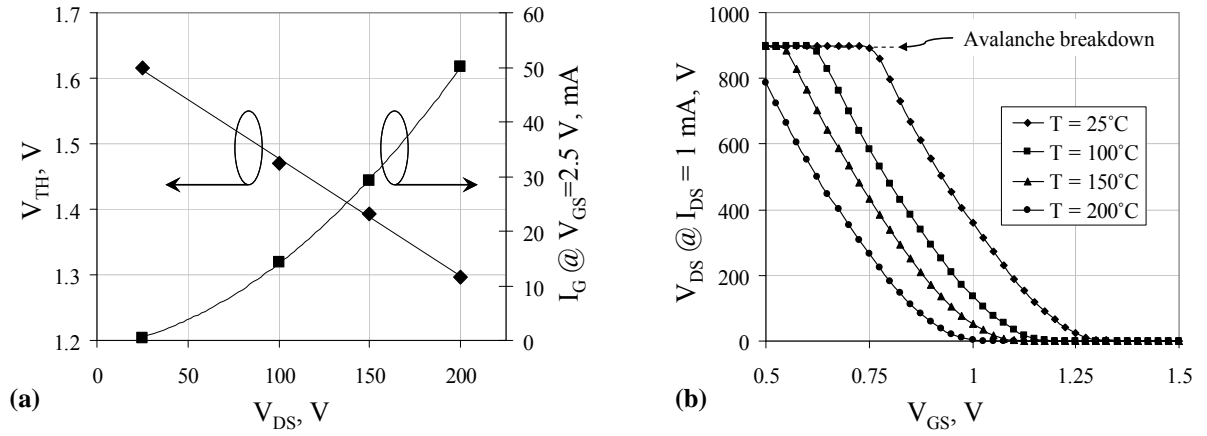 1.7
1.6
1.5
1.4
1.3
1.2
V_TH, V
0
50
100
150
200
V_DS, V
60
50
40
30
20
10
0
I_G @ V_GS=2.5 V, mA
(a)
1000
800
600
400
200
0
V_DS @ I_DS = 1 mA, V
Avalanche breakdown
T = 25˚C
T = 100˚C
T = 150˚C
T = 200˚C
0.5
0.75
1
1.25
1.5
V_GS, V
(b)